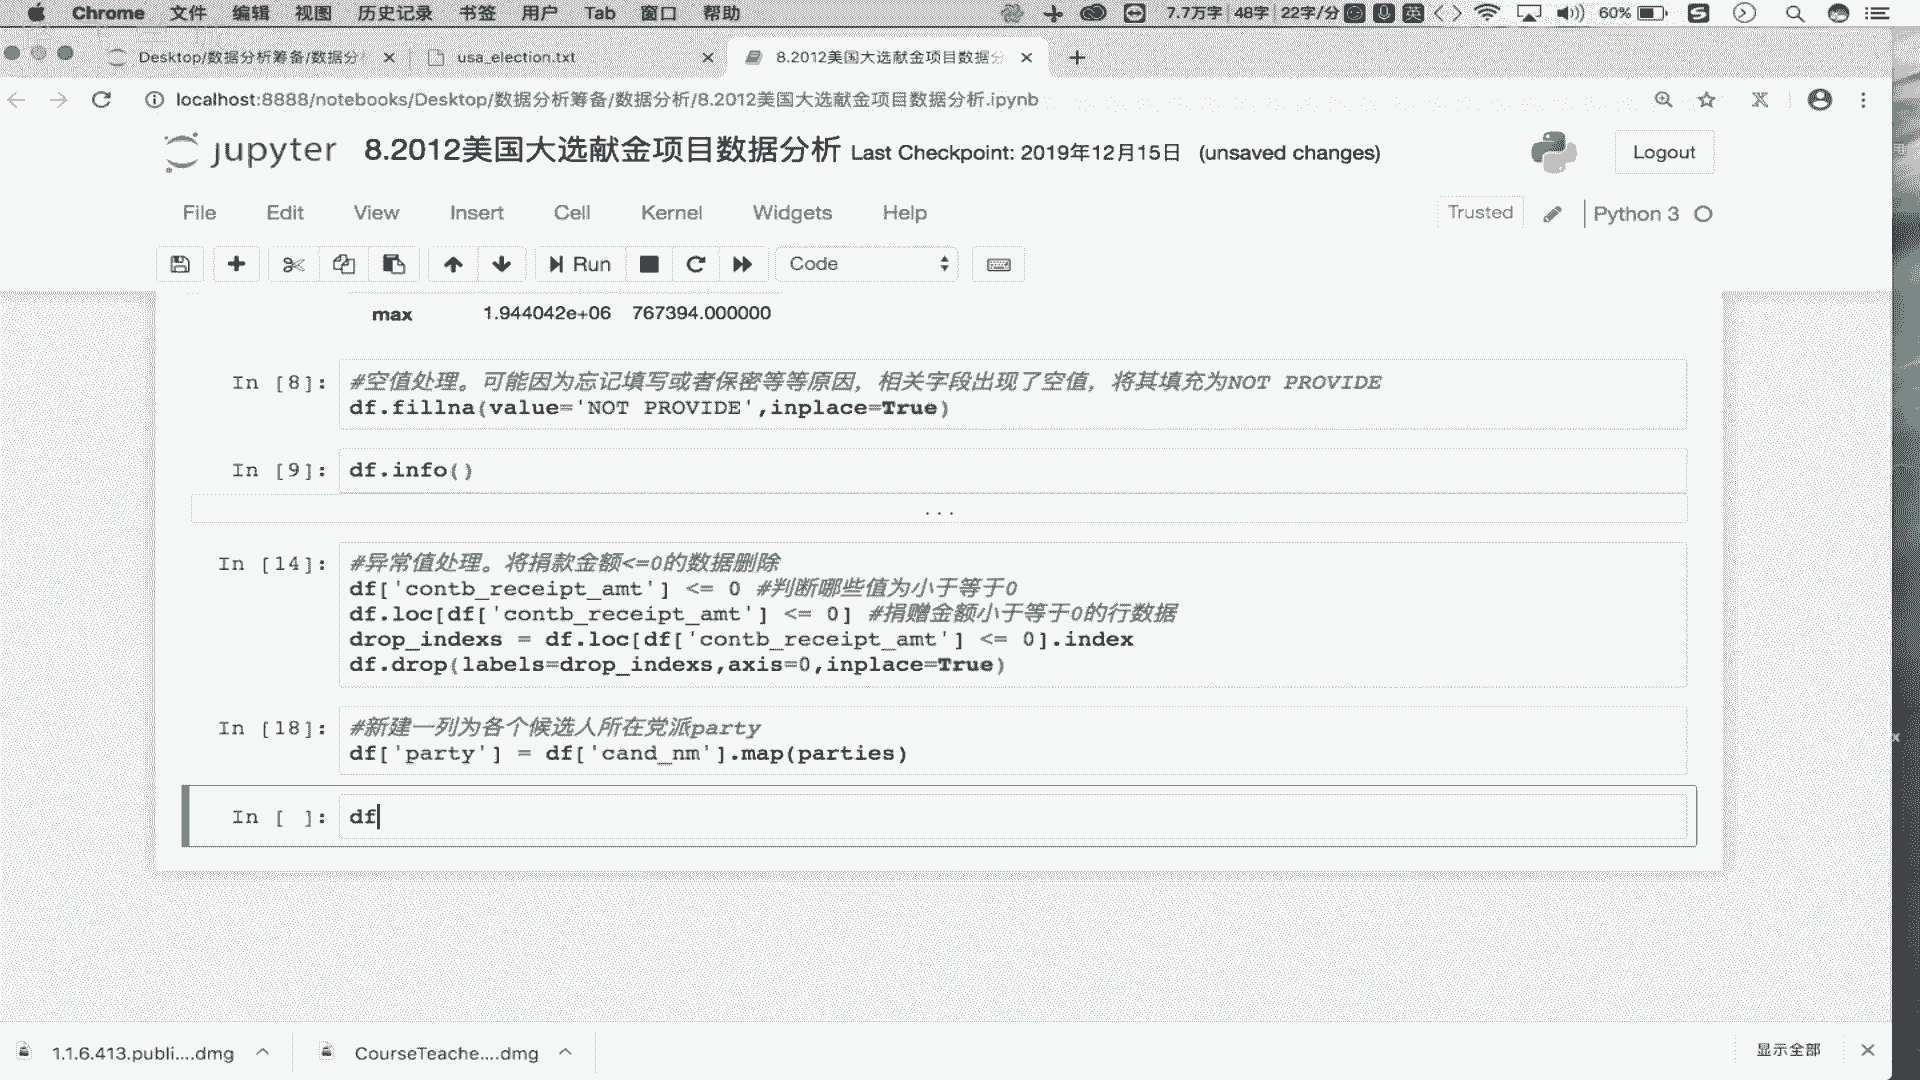 Chrome 文件 编辑 视图 历史记录 书签 用户 Tab 窗口 帮助 7.7万字 48字 22字/分 英 60%
Desktop/数据分析筹备/数据分 usa_election.txt 8.2012美国大选献金项目数据分
localhost:8888/notebooks/Desktop/数据分析筹备/数据分析/8.2012美国大选献金项目数据分析.ipynb
jupyter 8.2012美国大选献金项目数据分析 Last Checkpoint: 2019年12月15日 (unsaved changes) Logout
File Edit View Insert Cell Kernel Widgets Help Trusted Python 3
Run Code
max 1.944042e+06 767394.000000
In [8]: #空值处理。可能因为忘记填写或者保密等等原因，相关字段出现了空值，将其填充为NOT PROVIDE
df.fillna(value='NOT PROVIDE',inplace=True)
In [9]: df.info()
...
In [14]: #异常值处理。将捐款金额<=0的数据删除
df['contb_receipt_amt'] <= 0 #判断哪些值为小于等于0
df.loc[df['contb_receipt_amt'] <= 0] #捐赠金额小于等于0的行数据
drop_indexs = df.loc[df['contb_receipt_amt'] <= 0].index
df.drop(labels=drop_indexs,axis=0,inplace=True)
In [18]: #新建一列为各个候选人所在党派party
df['party'] = df['cand_nm'].map(parties)
In [ ]: df
1.1.6.413.publi....dmg CourseTeache....dmg 显示全部